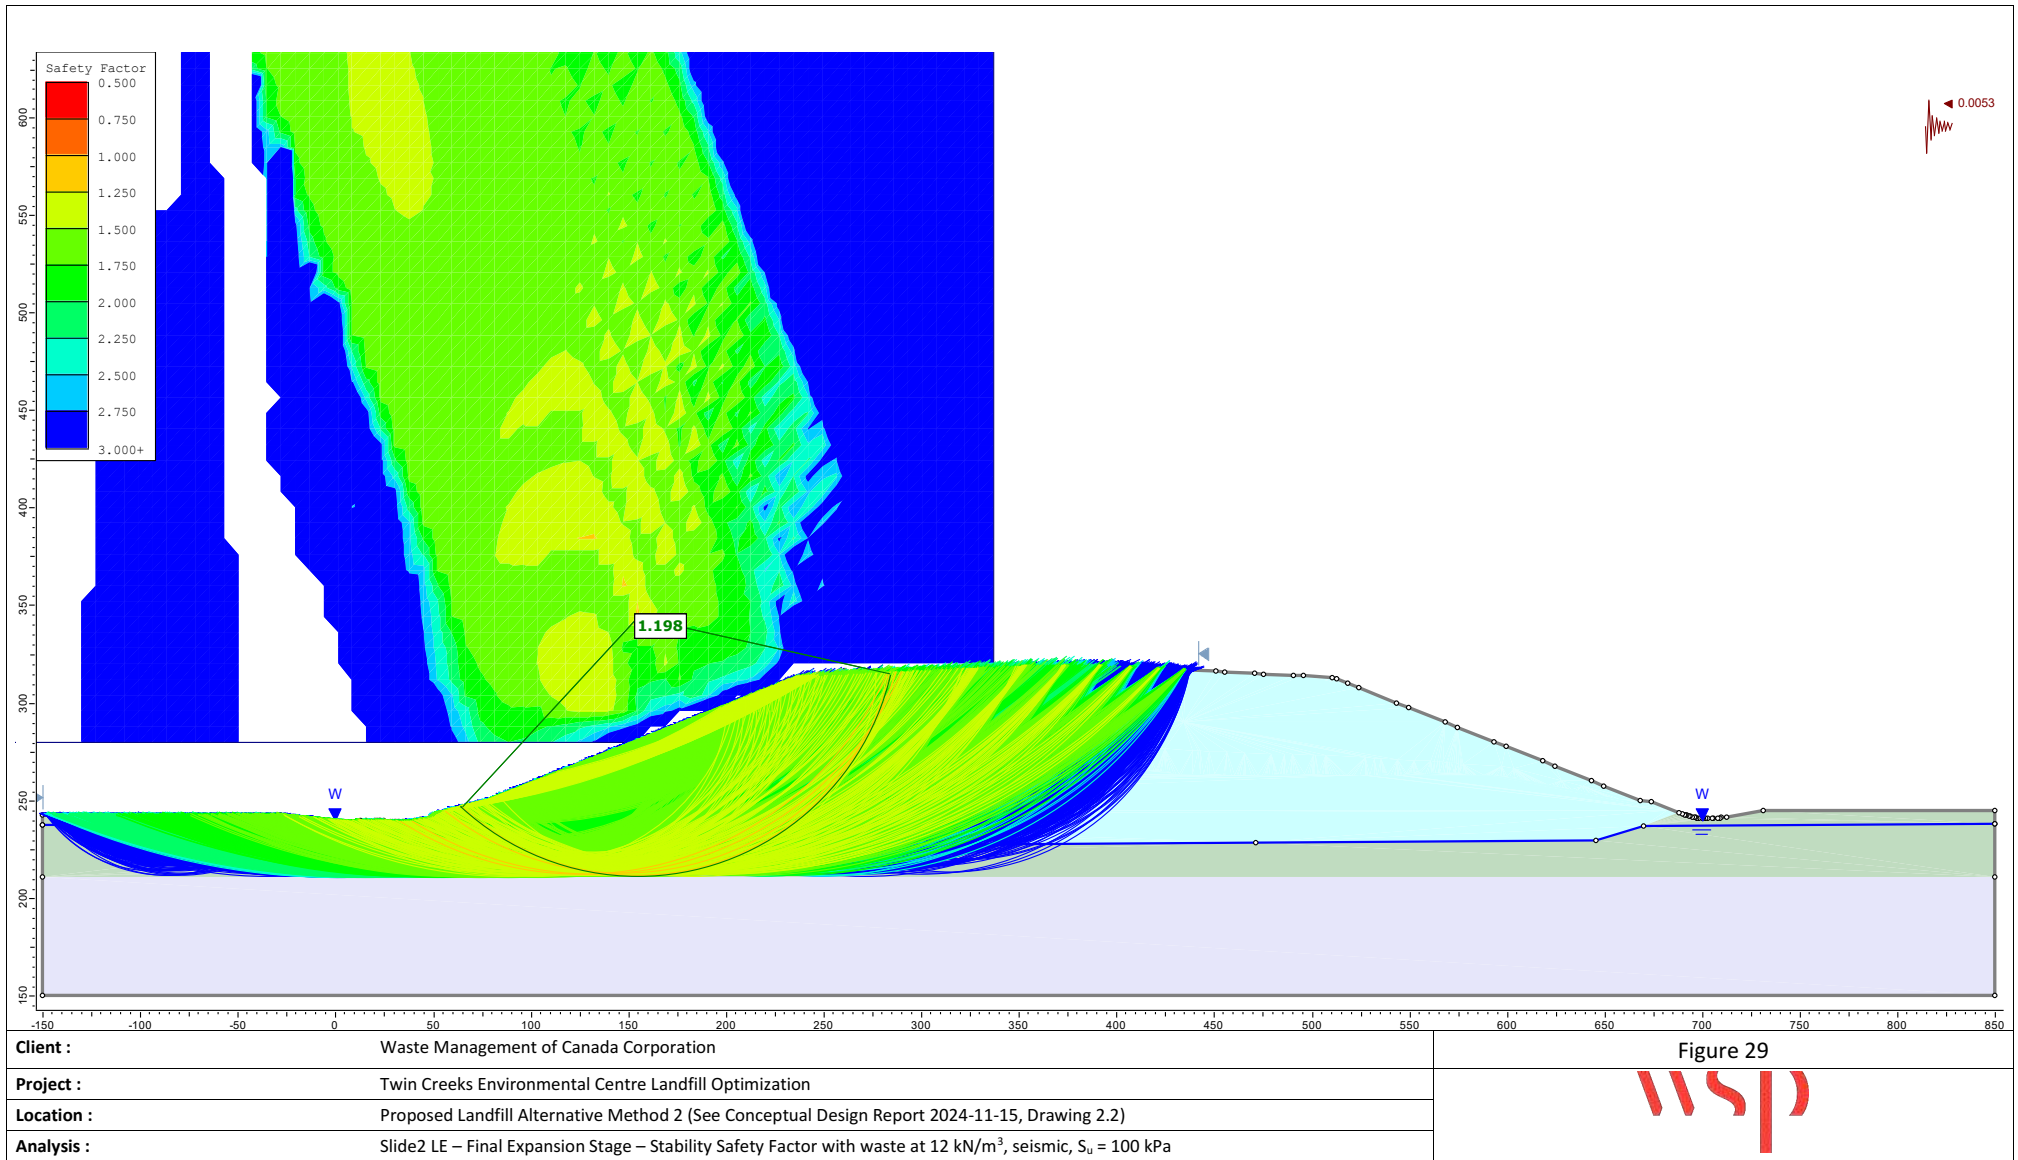 Safety Factor
0.500
0.750
1.000
1.250
1.500
1.750
2.000
2.250
2.500
2.750
3.000+
0.0053
600
550
500
450
400
350
300
250
200
150
1.198
W
W
-150 -100 -50 0 50 100 150 200 250 300 350 400 450 500 550 600 650 700 750 800 850
Client : Waste Management of Canada Corporation
Figure 29
Project : Twin Creeks Environmental Centre Landfill Optimization
Location : Proposed Landfill Alternative Method 2 (See Conceptual Design Report 2024-11-15, Drawing 2.2)
Analysis : Slide2 LE – Final Expansion Stage – Stability Safety Factor with waste at 12 kN/m³, seismic, Sᵤ = 100 kPa
wsp